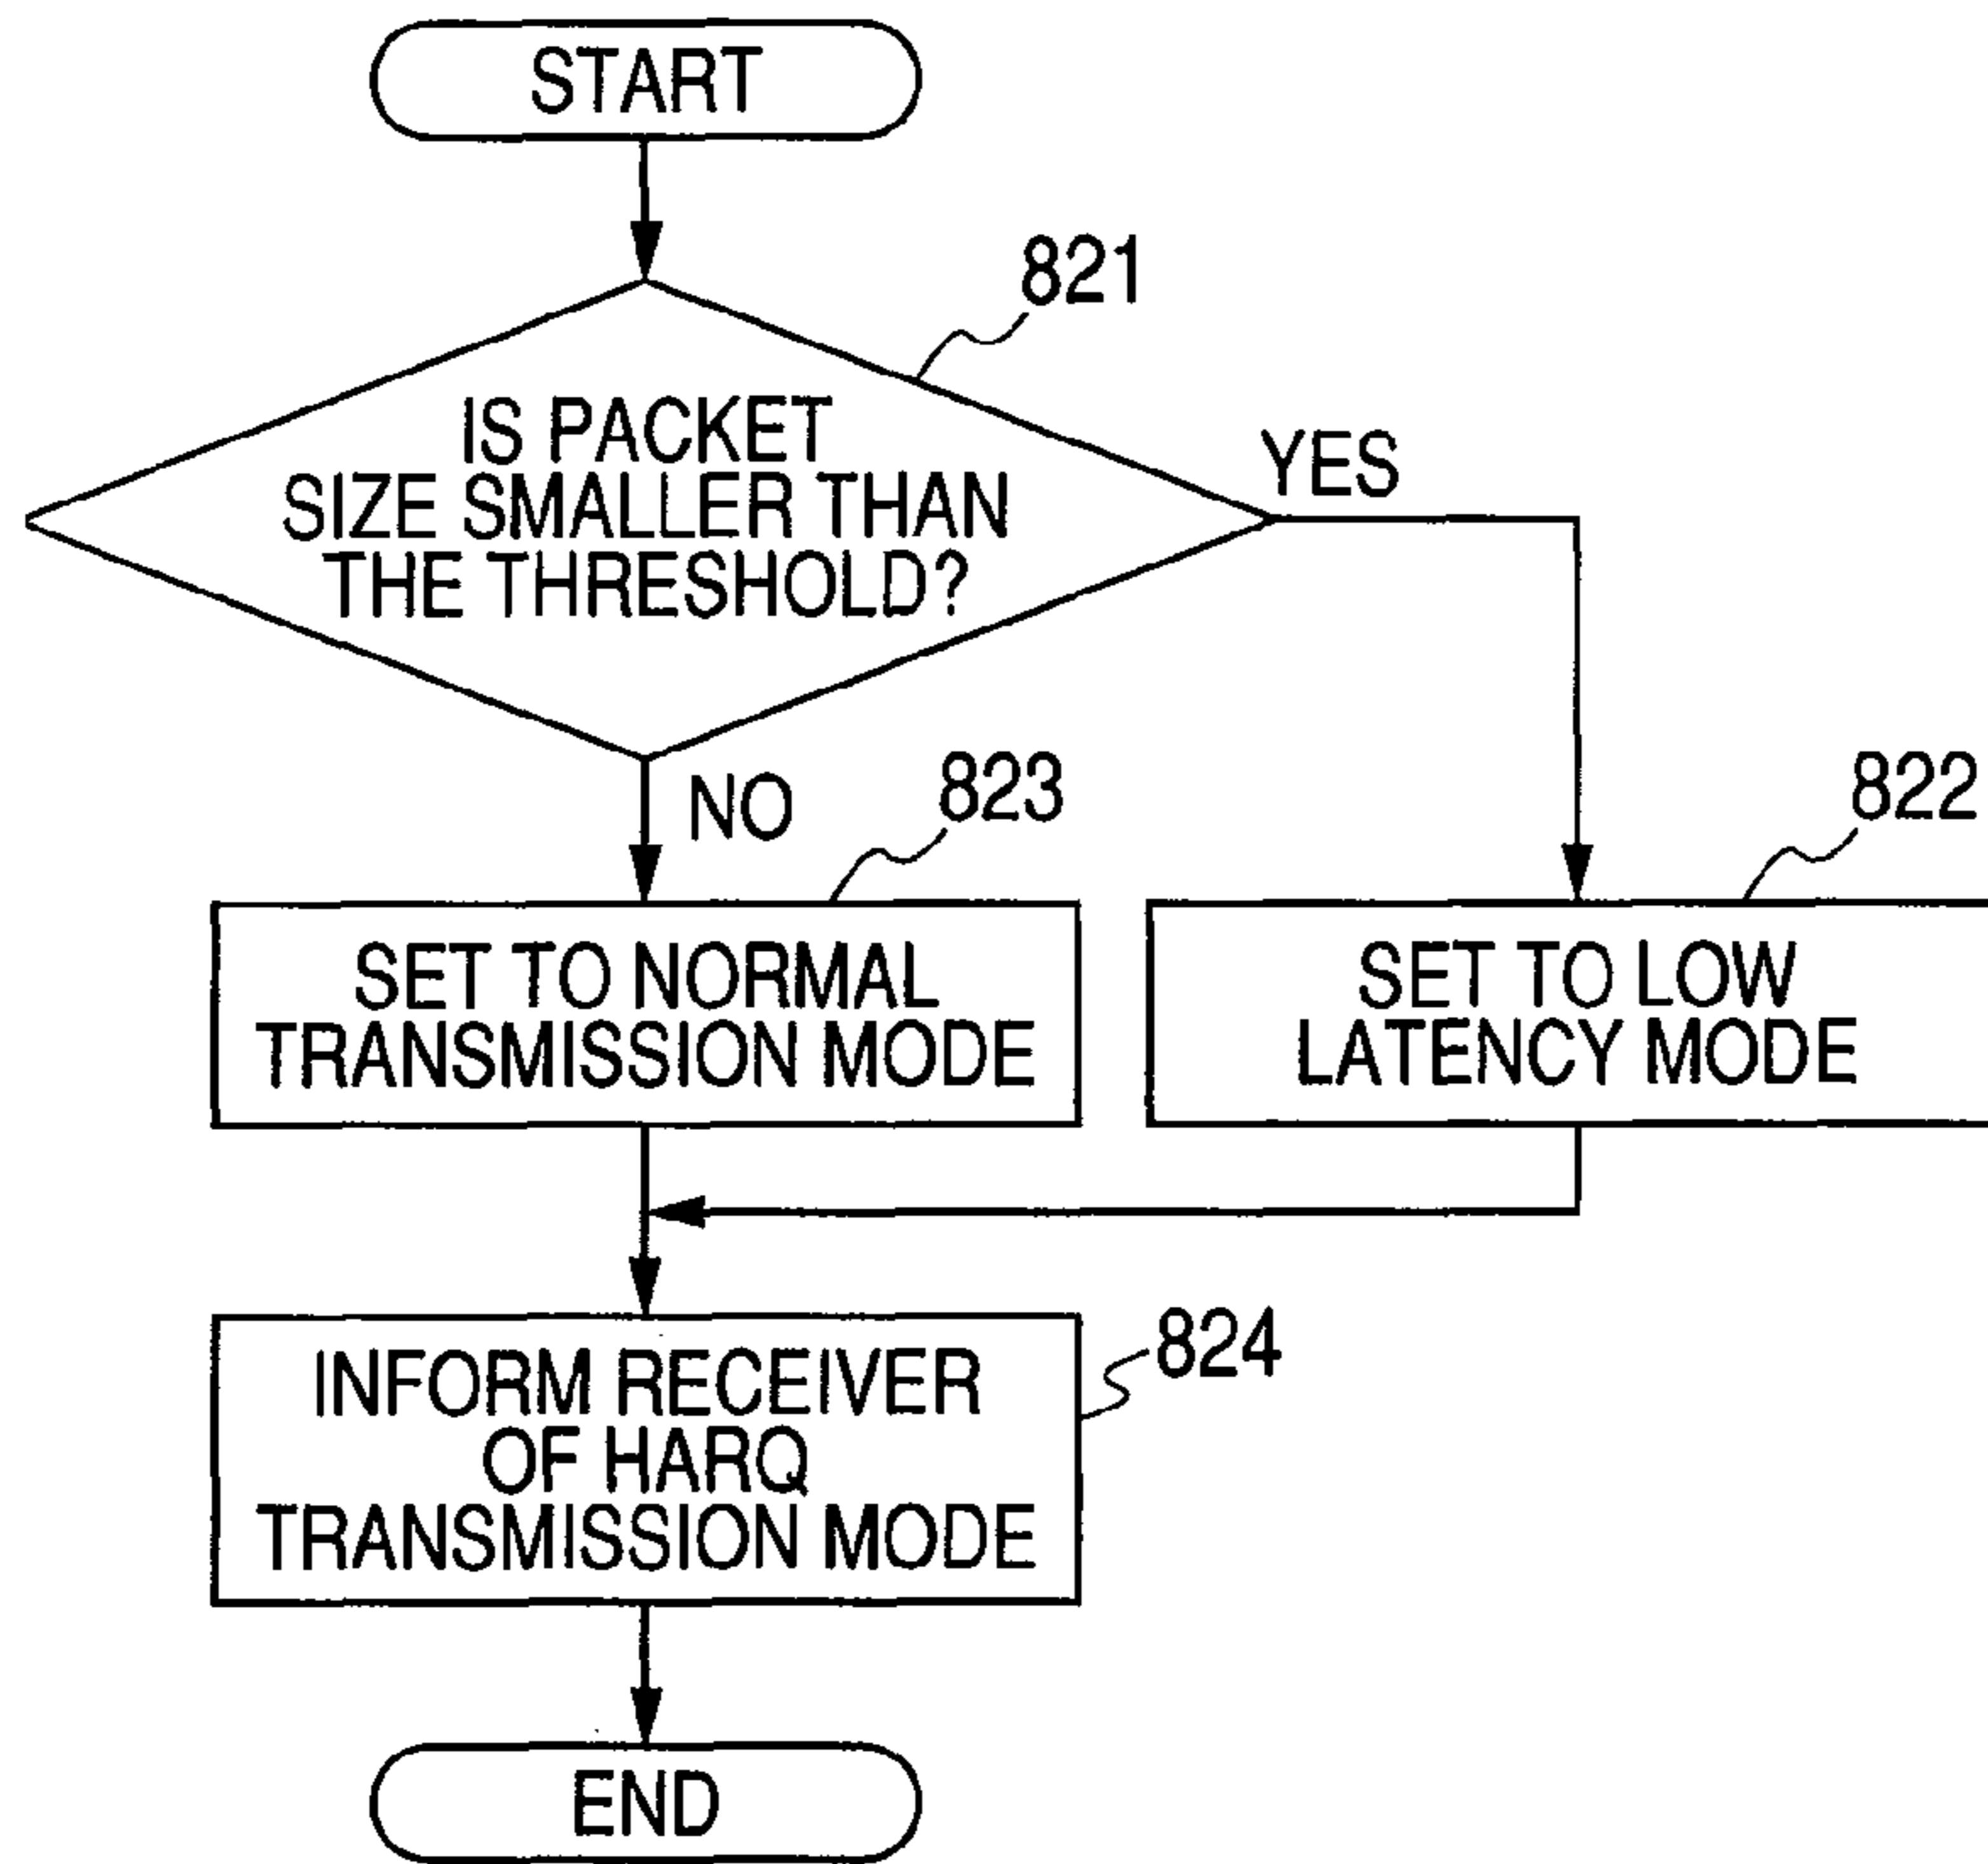 START
821
IS PACKET
SIZE SMALLER THAN
THE THRESHOLD?
YES
NO
823
822
SET TO NORMAL
TRANSMISSION MODE
SET TO LOW
LATENCY MODE
INFORM RECEIVER
OF HARQ
TRANSMISSION MODE
824
END